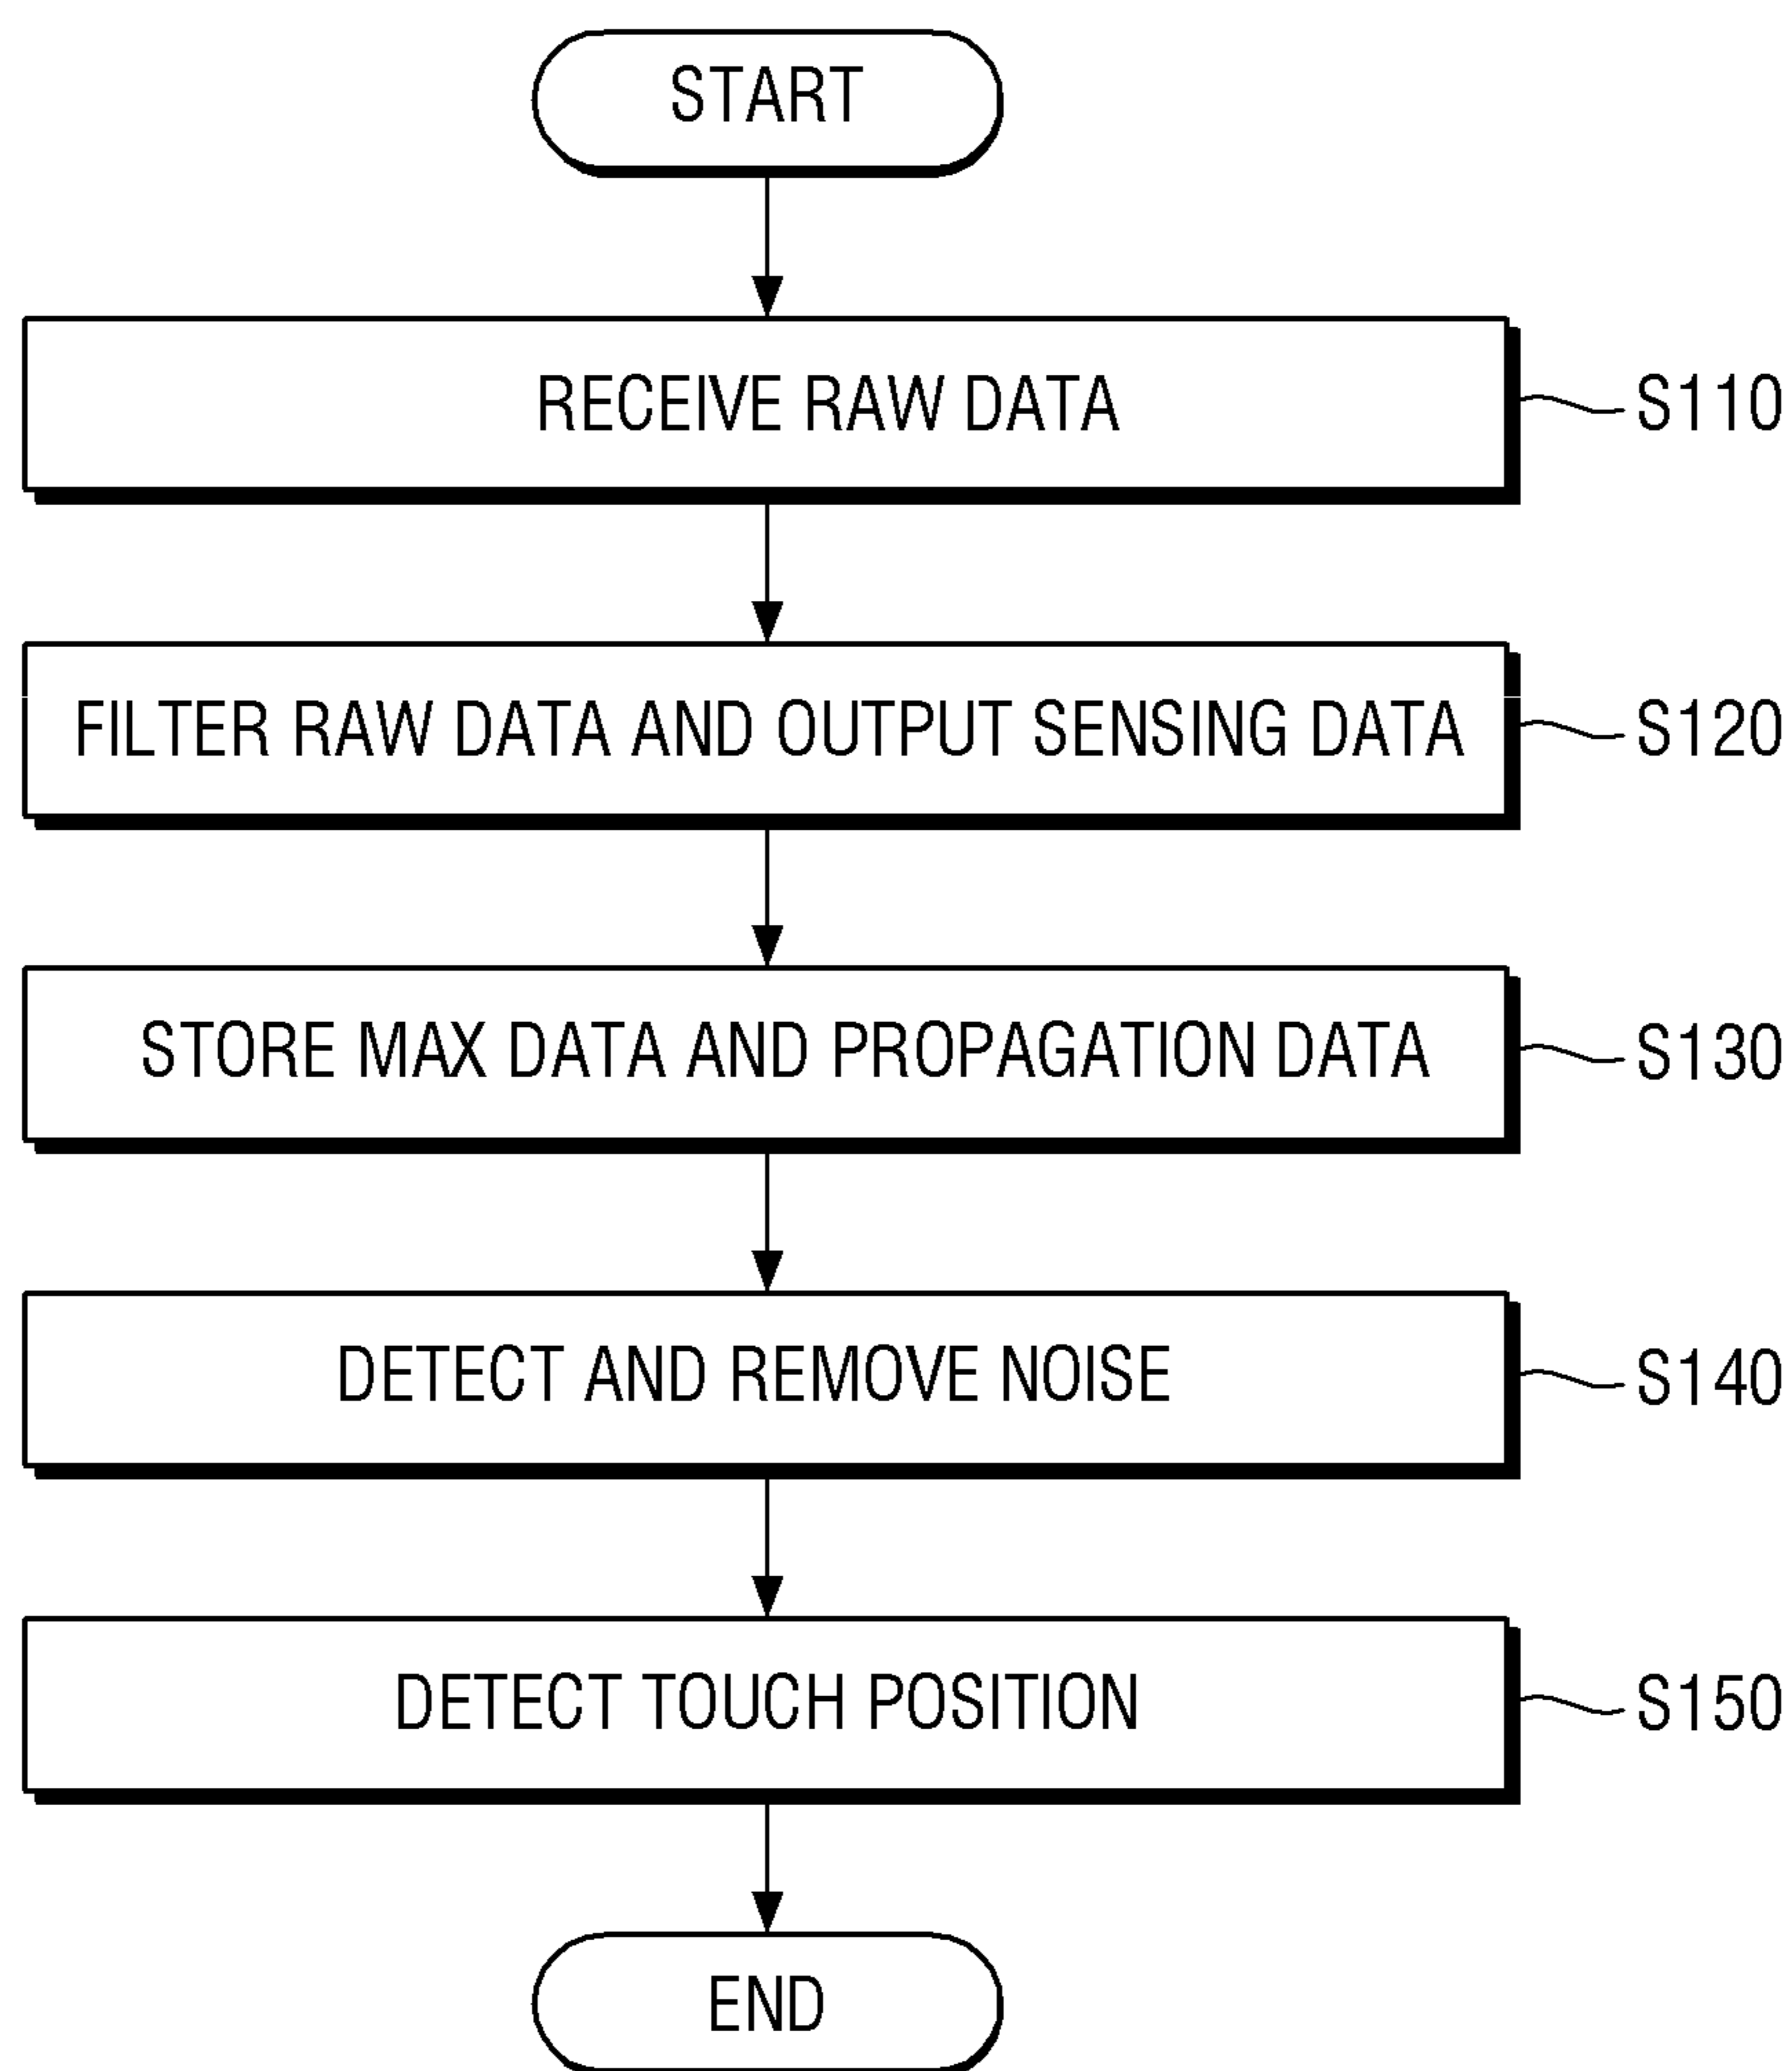 START
RECEIVE RAW DATA
S110
FILTER RAW DATA AND OUTPUT SENSING DATA
S120
STORE MAX DATA AND PROPAGATION DATA
S130
DETECT AND REMOVE NOISE
S140
DETECT TOUCH POSITION
S150
END